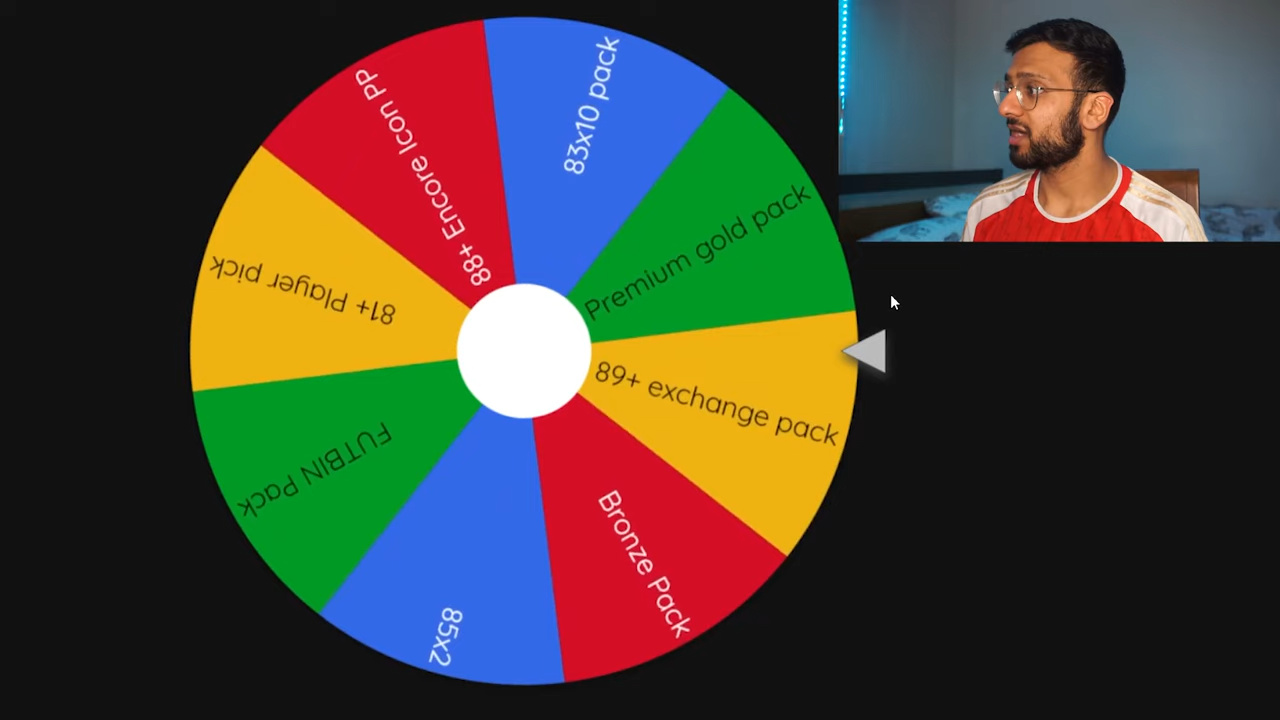 83x10 pack
Premium gold pack
89+ exchange pack
Bronze Pack
85x2
FUTBIN Pack
81+ Player pick
88+ Encore Icon PP